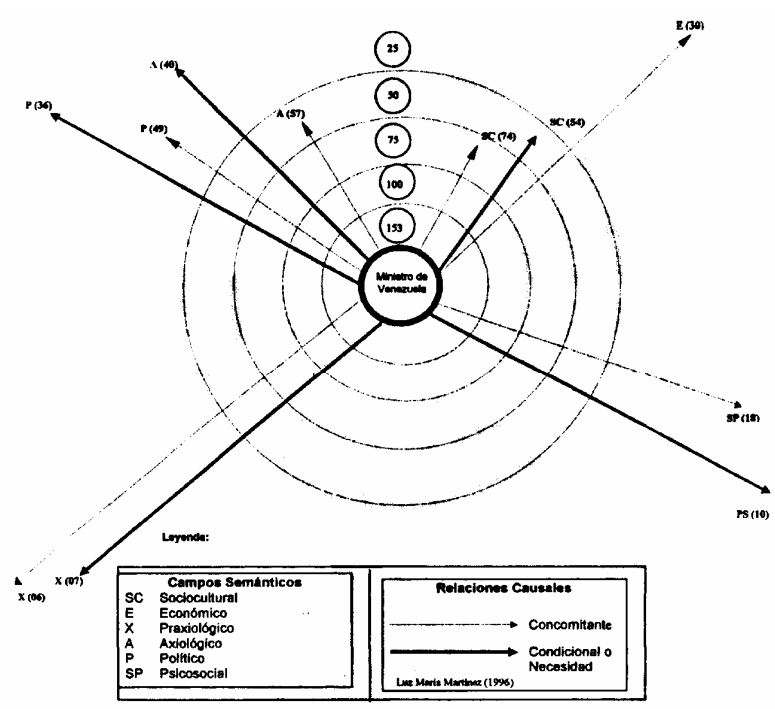 25
E (30)
A (40)
50
P (36)
A (57)
P (49)
75
SC (74)
SC (54)
100
153
Ministro de
Venezuela
SP (18)
PS (10)
X (06)
X (07)
Leyenda:
Campos Semánticos
SC Sociocultural
E Económico
X Praxiológico
A Axiológico
P Político
SP Psicosocial
Relaciones Causales
Concomitante
Condicional o
Necesidad
Luz María Martínez (1996)